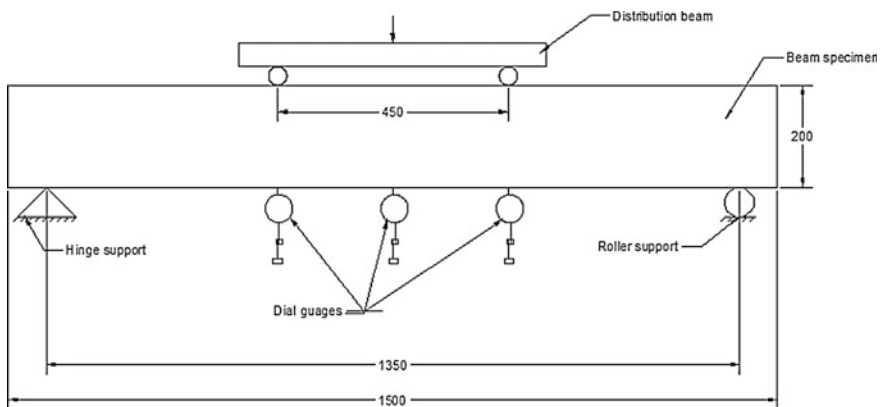 Distribution beam
Beam specimen
450
200
Hinge support
Roller support
Dial guages
1350
1500